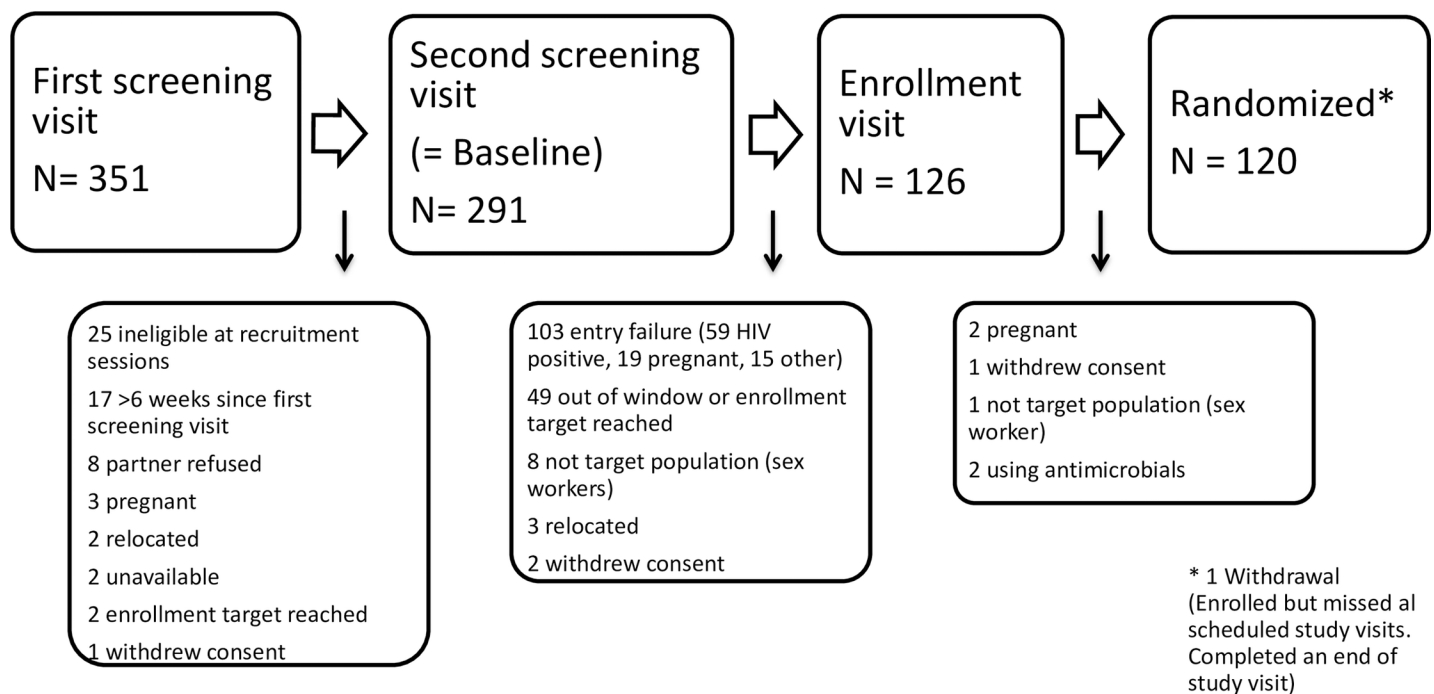 First screening
visit
N= 351
Second screening
visit
(= Baseline)
N= 291
Enrollment
visit
N = 126
Randomized*
N = 120
25 ineligible at recruitment
sessions
17 >6 weeks since first
screening visit
8 partner refused
3 pregnant
2 relocated
2 unavailable
2 enrollment target reached
1 withdrew consent
103 entry failure (59 HIV
positive, 19 pregnant, 15 other)
49 out of window or enrollment
target reached
8 not target population (sex
workers)
3 relocated
2 withdrew consent
2 pregnant
1 withdrew consent
1 not target population (sex
worker)
2 using antimicrobials
* 1 Withdrawal
(Enrolled but missed al
scheduled study visits.
Completed an end of
study visit)